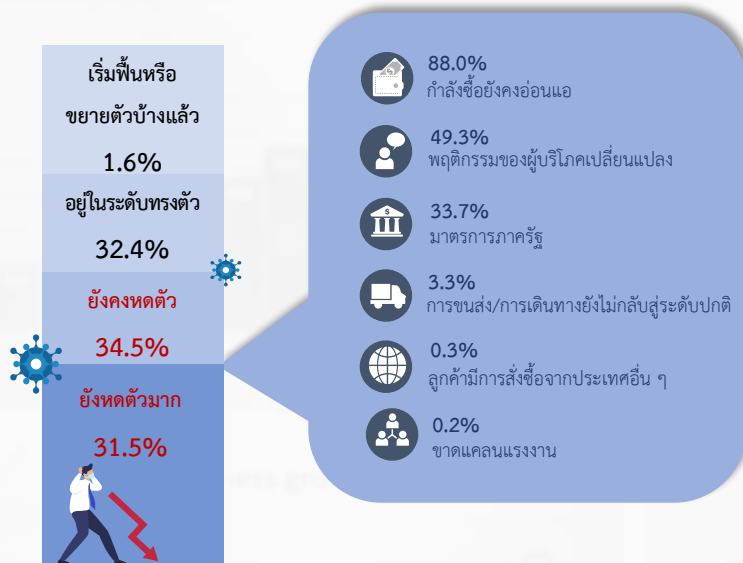 เริ่มฟื้นหรือ
ขยายตัวบ้างแล้ว
1.6%
อยู่ในระดับทรงตัว
32.4%
ยังคงหดตัว
34.5%
ยังหดตัวมาก
31.5%
88.0%
กำลังซื้อยังคงอ่อนแอ
49.3%
พฤติกรรมของผู้บริโภคเปลี่ยนแปลง
33.7%
มาตรการภาครัฐ
3.3%
การขนส่ง/การเดินทางยังไม่กลับสู่ระดับปกติ
0.3%
ลูกค้ามีการสั่งซื้อจากประเทศอื่น ๆ
0.2%
ขาดแคลนแรงงาน